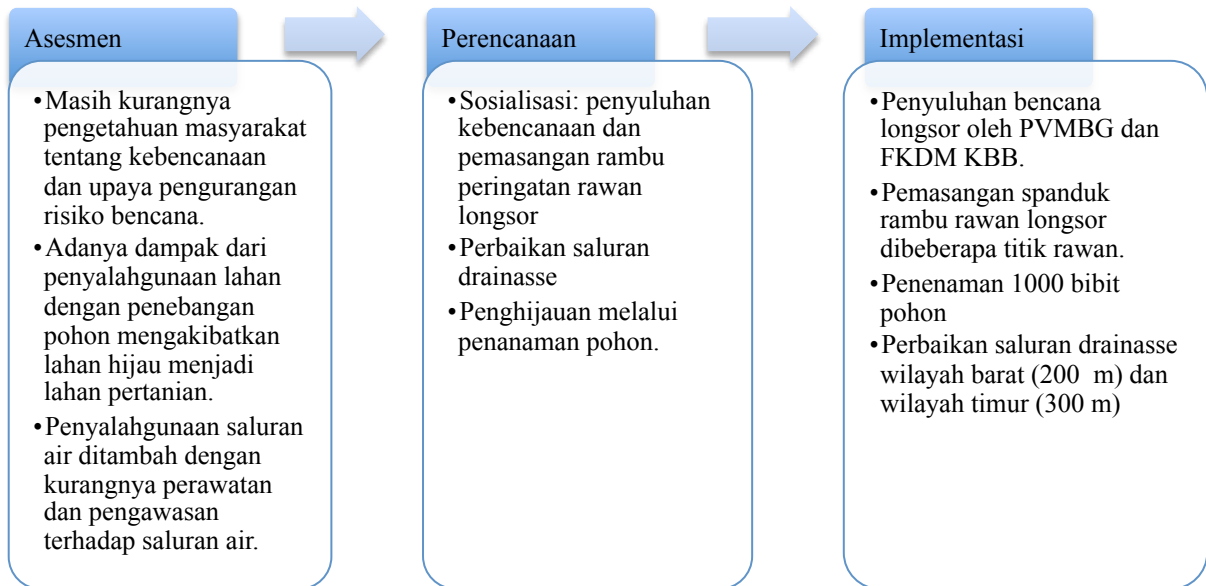 Asesmen
•Masih kurangnya
pengetahuan masyarakat
tentang kebencanaan
dan upaya pengurangan
risiko bencana.
•Adanya dampak dari
penyalahgunaan lahan
dengan penebangan
pohon mengakibatkan
lahan hijau menjadi
lahan pertanian.
•Penyalahgunaan saluran
air ditambah dengan
kurangnya perawatan
dan pengawasan
terhadap saluran air.
Perencanaan
•Sosialisasi: penyuluhan
kebencanaan dan
pemasangan rambu
peringatan rawan
longsor
•Perbaikan saluran
drainasse
•Penghijauan melalui
penanaman pohon.
Implementasi
•Penyuluhan bencana
longsor oleh PVMBG dan
FKDM KBB.
•Pemasangan spanduk
rambu rawan longsor
dibeberapa titik rawan.
•Penenaman 1000 bibit
pohon
•Perbaikan saluran drainasse
wilayah barat (200 m) dan
wilayah timur (300 m)